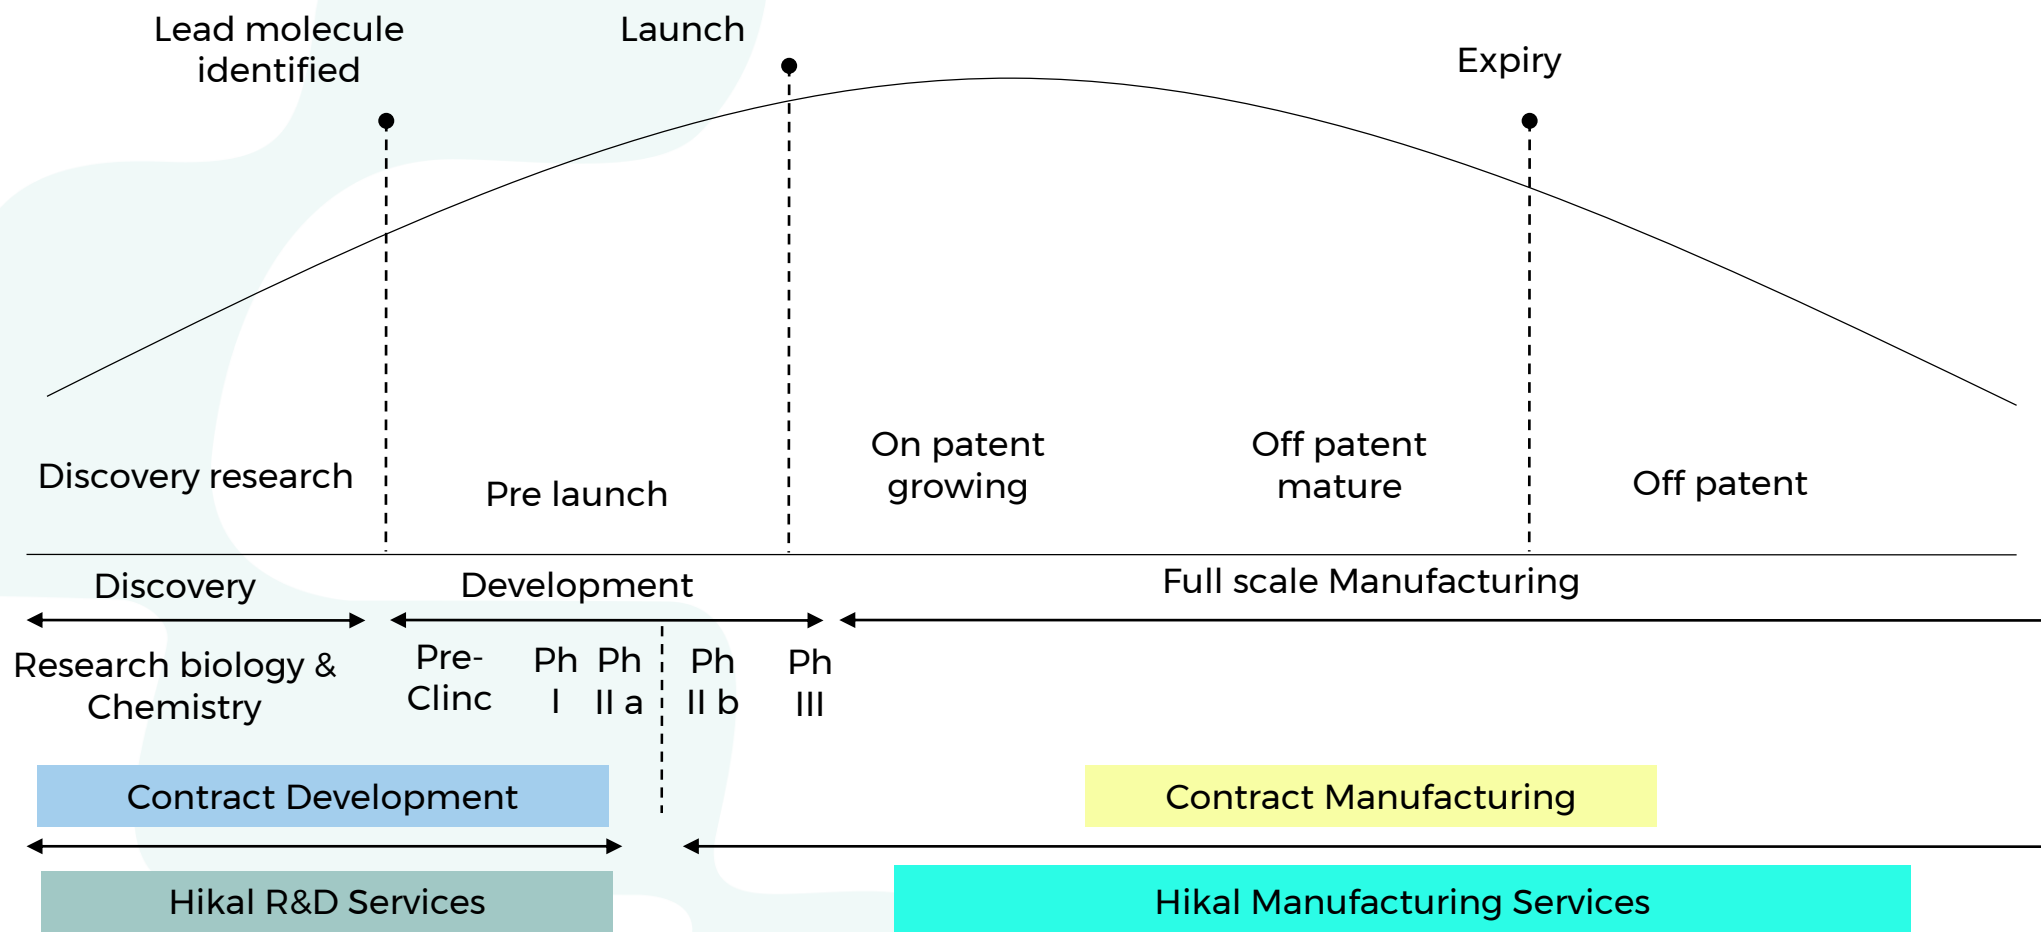 Lead molecule
identified
Launch
Expiry
Discovery research
Pre launch
On patent
growing
Off patent
mature
Off patent
Discovery
Development
Full scale Manufacturing
Research biology &
Chemistry
Pre-
Clinc
Ph
I
Ph
II a
Ph
II b
Ph
III
Contract Development
Contract Manufacturing
Hikal R&D Services
Hikal Manufacturing Services